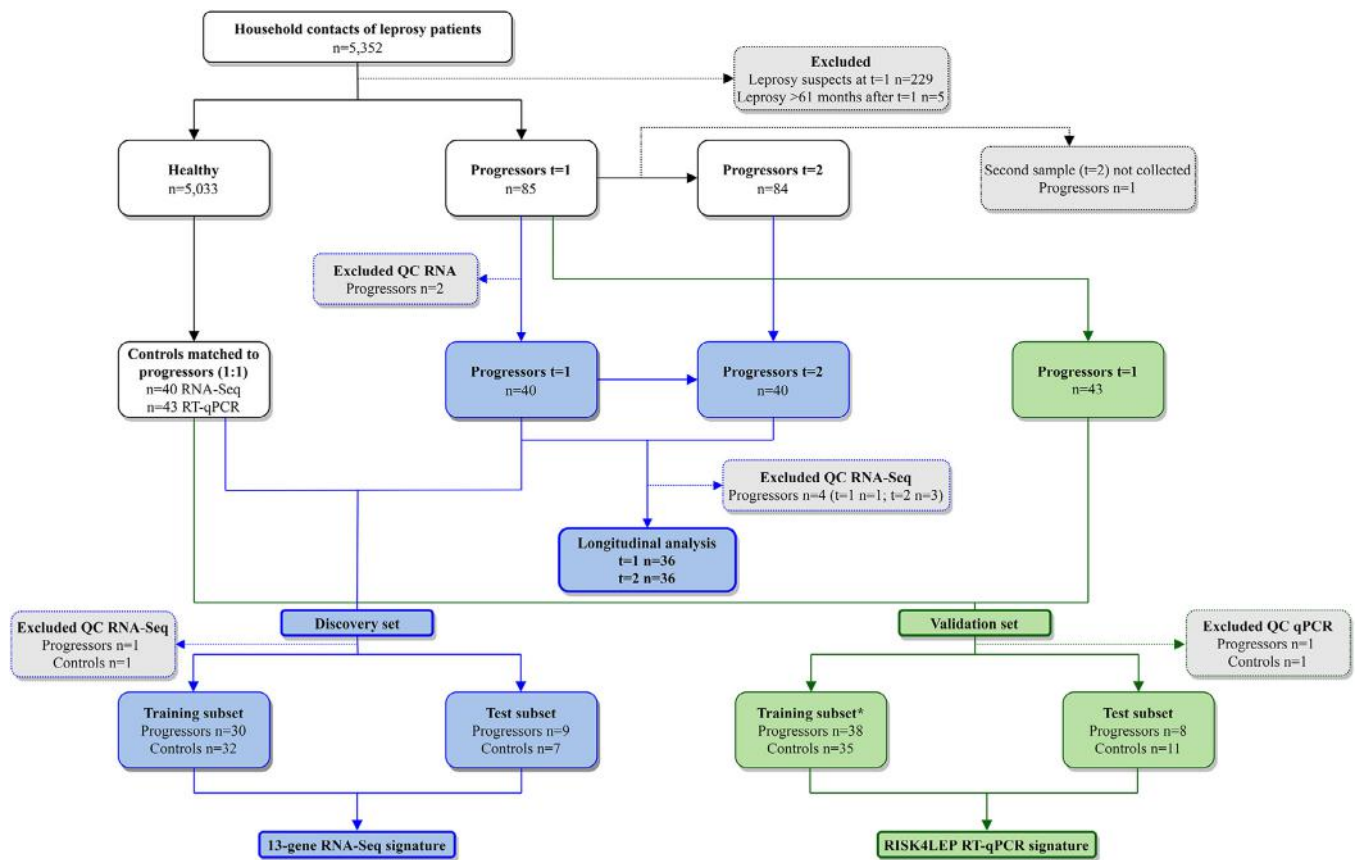 Household contacts of leprosy patients
n=5,352
Excluded
Leprosy suspects at t=1 n=229
Leprosy >61 months after t=1 n=5
Healthy
n=5,033
Progressors t=1
n=85
Progressors t=2
n=84
Second sample (t=2) not collected
Progressors n=1
Excluded QC RNA
Progressors n=2
Controls matched to
progressors (1:1)
n=40 RNA-Seq
n=43 RT-qPCR
Progressors t=1
n=40
Progressors t=2
n=40
Progressors t=1
n=43
Excluded QC RNA-Seq
Progressors n=4 (t=1 n=1; t=2 n=3)
Longitudinal analysis
t=1 n=36
t=2 n=36
Excluded QC RNA-Seq
Progressors n=1
Controls n=1
Discovery set
Validation set
Excluded QC qPCR
Progressors n=1
Controls n=1
Training subset
Progressors n=30
Controls n=32
Test subset
Progressors n=9
Controls n=7
Training subset*
Progressors n=38
Controls n=35
Test subset
Progressors n=8
Controls n=11
13-gene RNA-Seq signature
RISK4LEP RT-qPCR signature